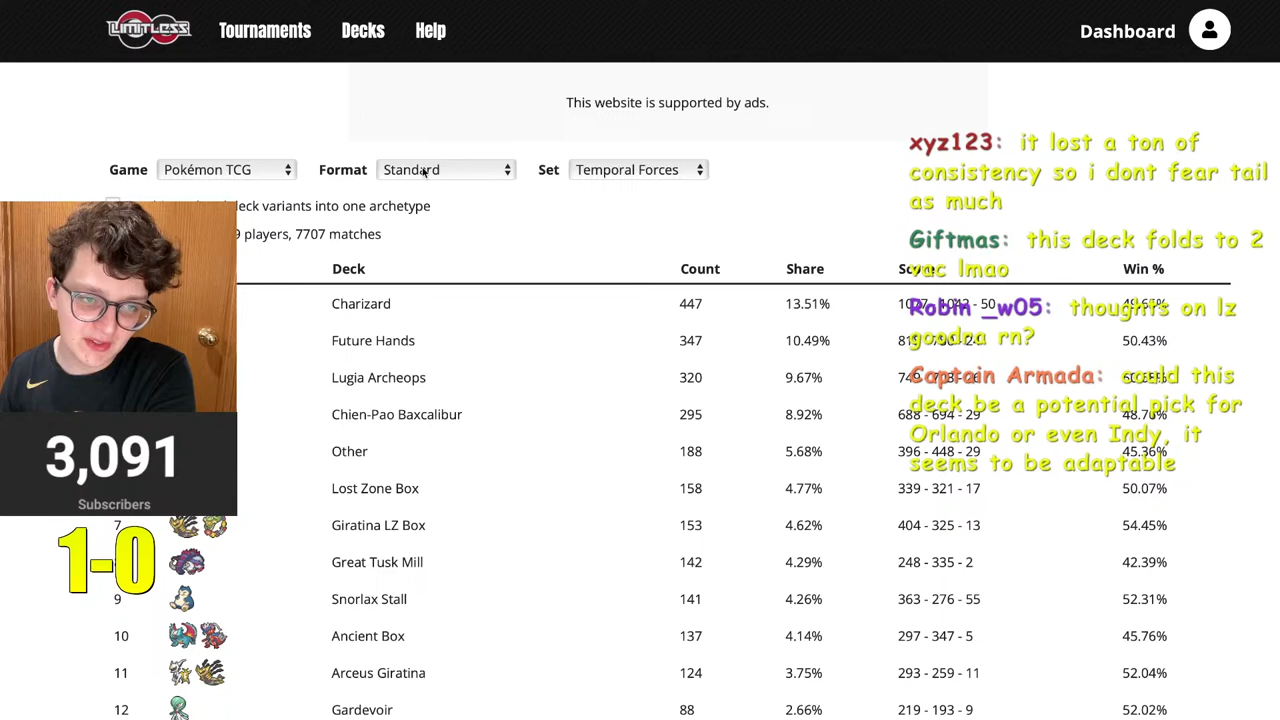 LIMITLESS Tournaments Decks Help Dashboard
This website is supported by ads.
Game Pokémon TCG Format Standard Set Temporal Forces
deck variants into one archetype
players, 7707 matches
Deck Count Share Score Win %
Charizard 447 13.51%
Future Hands 347 10.49% 50.43%
Lugia Archeops 320 9.67%
Chien-Pao Baxcalibur 295 8.92% 688 - 694 - 29
Other 188 5.68% 396 - 448 - 29 45.36%
Lost Zone Box 158 4.77% 339 - 321 - 17 50.07%
7 Giratina LZ Box 153 4.62% 404 - 325 - 13 54.45%
Great Tusk Mill 142 4.29% 248 - 335 - 2 42.39%
9 Snorlax Stall 141 4.26% 363 - 276 - 55 52.31%
10 Ancient Box 137 4.14% 297 - 347 - 5 45.76%
11 Arceus Giratina 124 3.75% 293 - 259 - 11 52.04%
12 Gardevoir 88 2.66% 219 - 193 - 9 52.02%
xyz123: it lost a ton of
consistency so i dont fear tail
as much
Giftmas: this deck folds to 2
vac lmao
Robin _w05: thoughts on lz
goodra rn?
Captain Armada: could this
deck be a potential pick for
Orlando or even Indy, it
seems to be adaptable
3,091
Subscribers
1-0